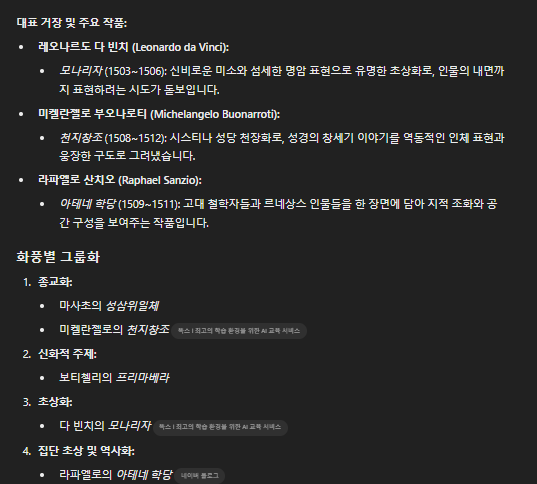 대표 거장 및 주요 작품:
레오나르도 다 빈치 (Leonardo da Vinci):
모나리자 (1503~1506): 신비로운 미소와 섬세한 명암 표현으로 유명한 초상화로, 인물의 내면까
지 표현하려는 시도가 돋보입니다.
미켈란젤로 부오나로티 (Michelangelo Buonarroti):
천지창조 (1508~1512): 시스티나 성당 천장화로, 성경의 창세기 이야기를 역동적인 인체 표현과
웅장한 구도로 그려냈습니다.
라파엘로 산치오 (Raphael Sanzio):
아테네 학당 (1509~1511): 고대 철학자들과 르네상스 인물들을 한 장면에 담아 지적 조화와 공
간 구성을 보여주는 작품입니다.
화풍별 그룹화
1. 종교화:
마사초의 성삼위일체
미켈란젤로의 천지창조 똑스 | 최고의 학습 환경을 위한 AI 교육 서비스
2. 신화적 주제:
보티첼리의 프리마베라
3. 초상화:
다 빈치의 모나리자 똑스 | 최고의 학습 환경을 위한 AI 교육 서비스
4. 집단 초상 및 역사화:
라파엘로의 아테네 학당 네이버 블로그